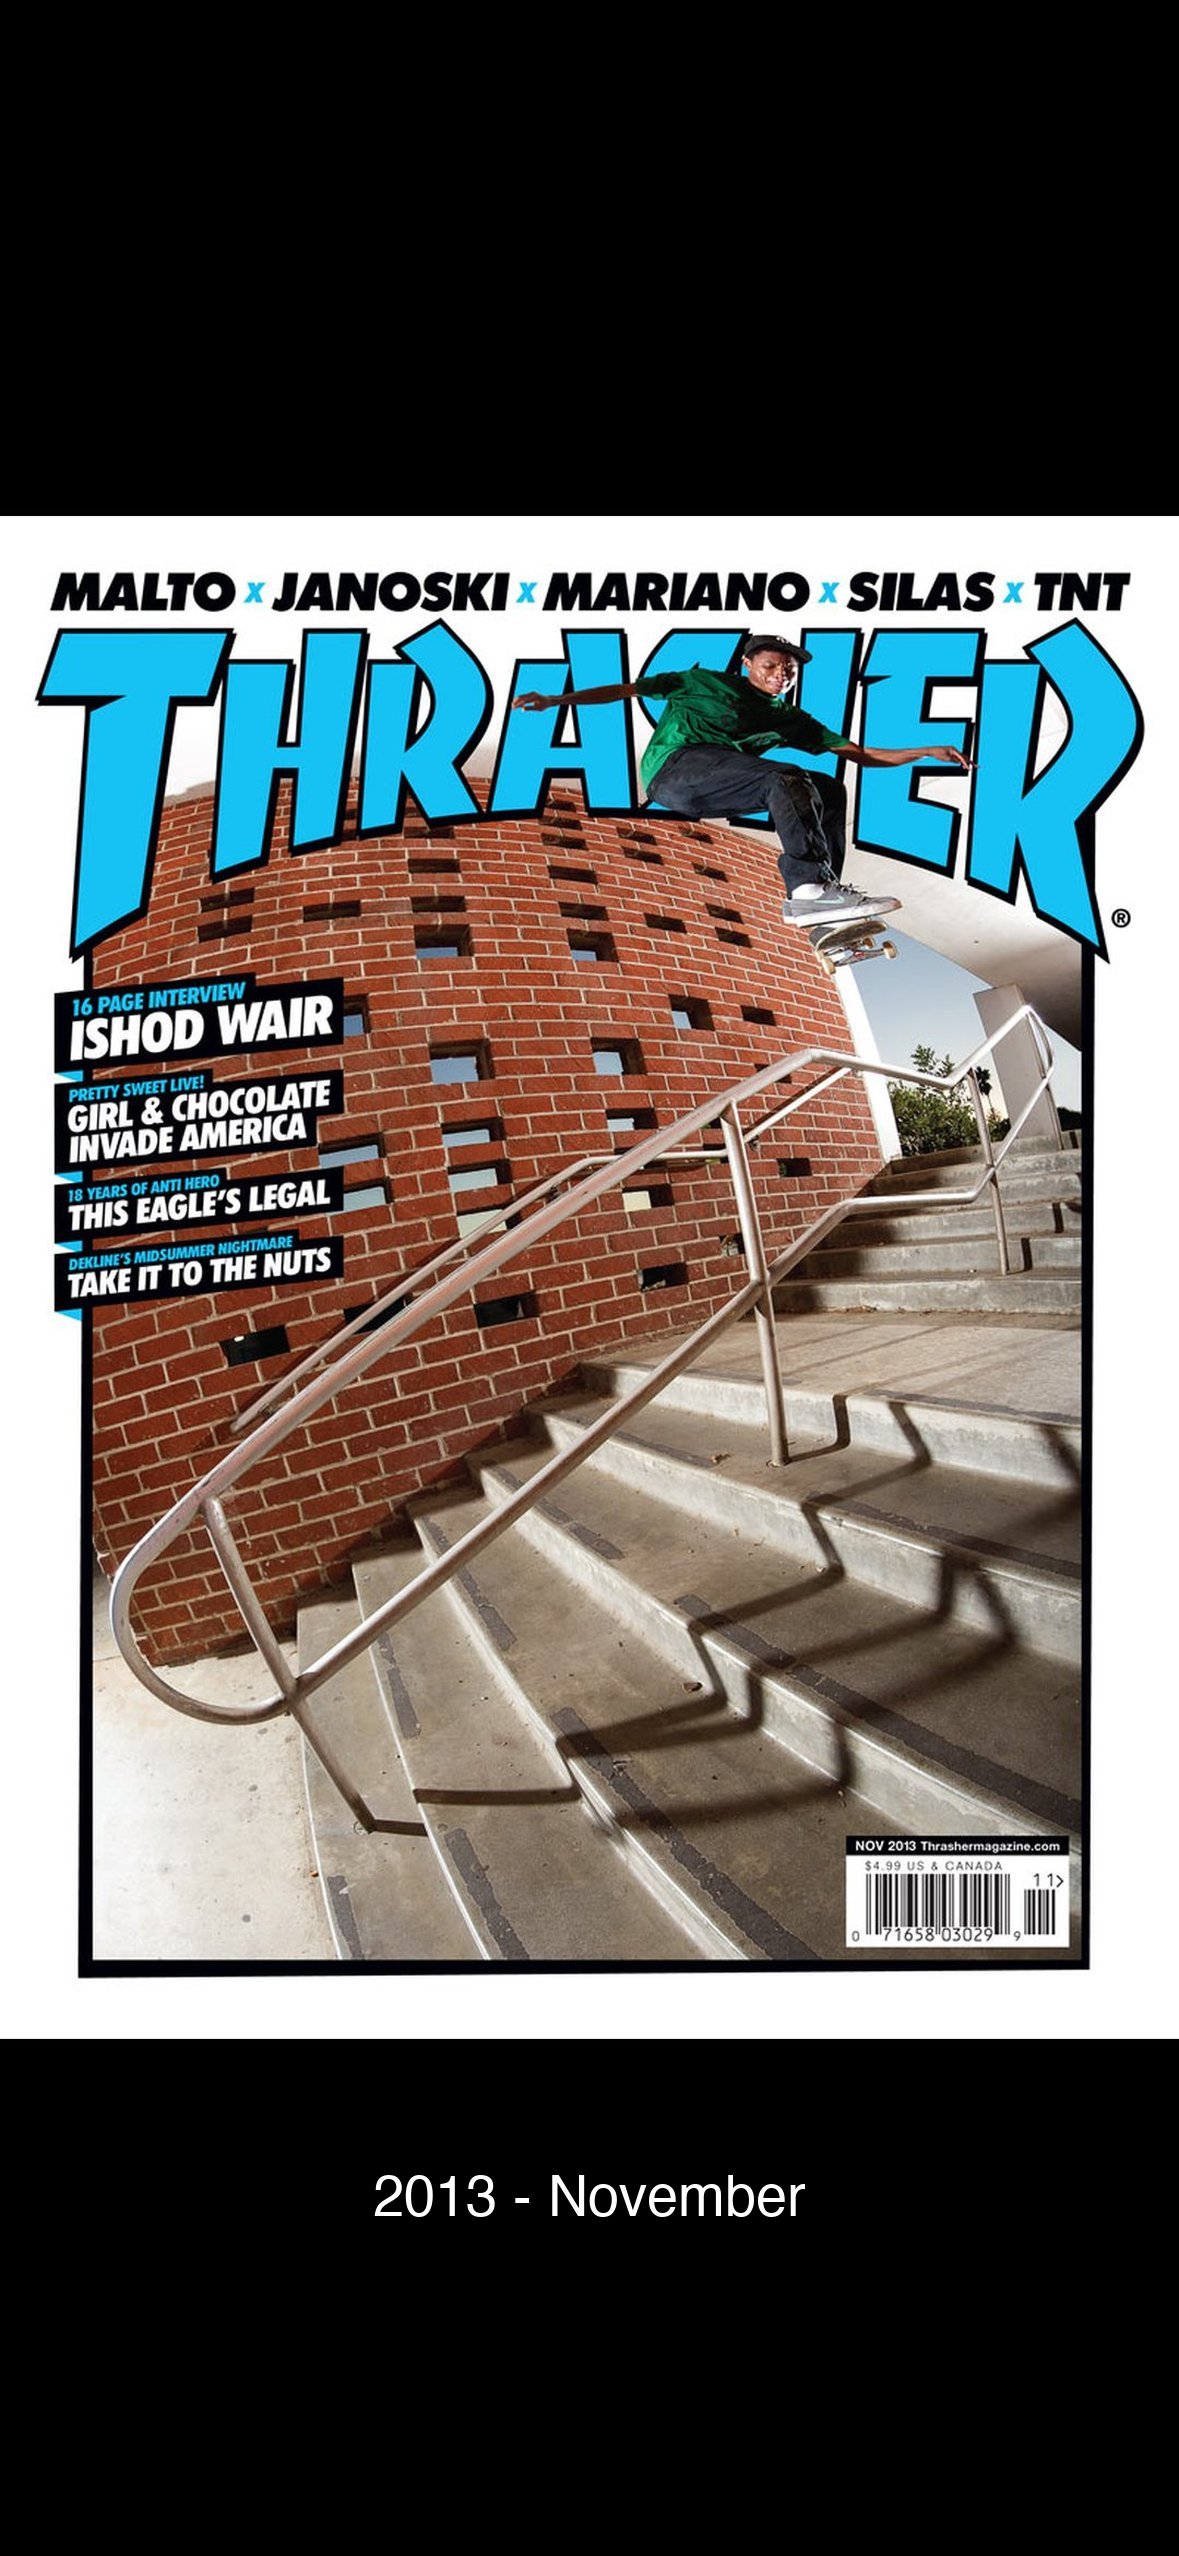 MALTO x JANOSKI x MARIANO x SILAS x TNT
THRASHER
®
16 PAGE INTERVIEW
ISHOD WAIR
PRETTY SWEET LIVE!
GIRL & CHOCOLATE
INVADE AMERICA
18 YEARS OF ANTI HERO
THIS EAGLE'S LEGAL
DEKLINE'S MIDSUMMER NIGHTMARE
TAKE IT TO THE NUTS
NOV 2013 Thrashermagazine.com
$4.99 US & CANADA
11>
0 71658 03029 9
2013 - November